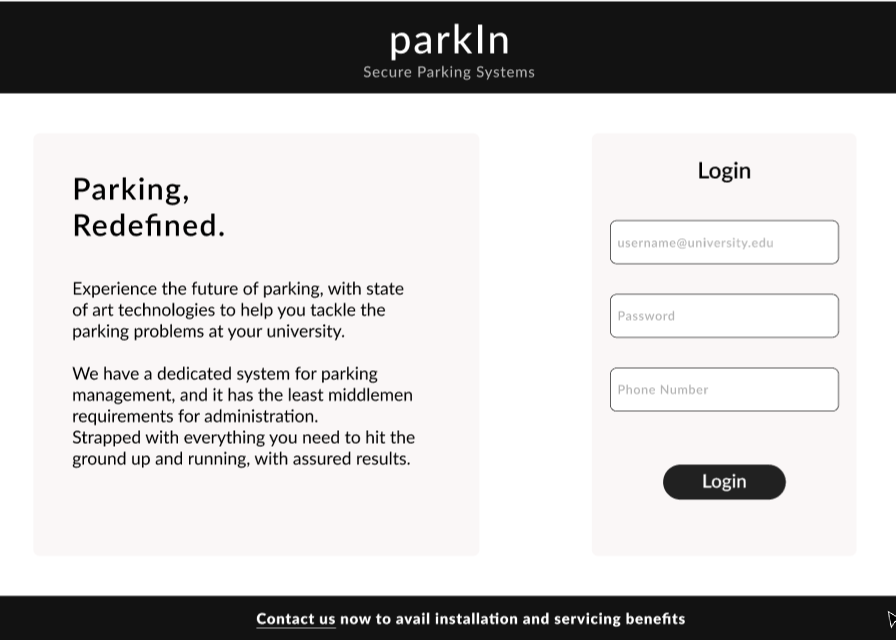 parkIn
Secure Parking Systems
Parking,
Redefined.
Experience the future of parking, with state
of art technologies to help you tackle the
parking problems at your university.
We have a dedicated system for parking
management, and it has the least middlemen
requirements for administration.
Strapped with everything you need to hit the
ground up and running, with assured results.
Login
username@university.edu
Password
Phone Number
Login
Contact us now to avail installation and servicing benefits